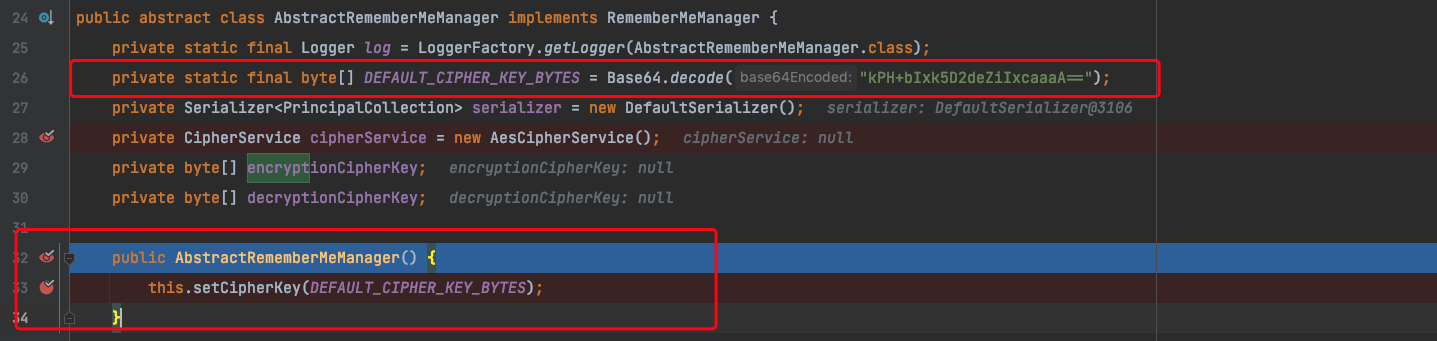 24 public abstract class AbstractRememberMeManager implements RememberMeManager {
25 private static final Logger log = LoggerFactory.getLogger(AbstractRememberMeManager.class);
26 private static final byte[] DEFAULT_CIPHER_KEY_BYTES = Base64.decode( base64Encoded: "kPH+bIxk5D2deZiIxcaaaA==");
27 private Serializer<PrincipalCollection> serializer = new DefaultSerializer(); serializer: DefaultSerializer@3106
28 private CipherService cipherService = new AesCipherService(); cipherService: null
29 private byte[] encryptionCipherKey; encryptionCipherKey: null
30 private byte[] decryptionCipherKey; decryptionCipherKey: null
31
32 public AbstractRememberMeManager() {
33 this.setCipherKey(DEFAULT_CIPHER_KEY_BYTES);
34 }